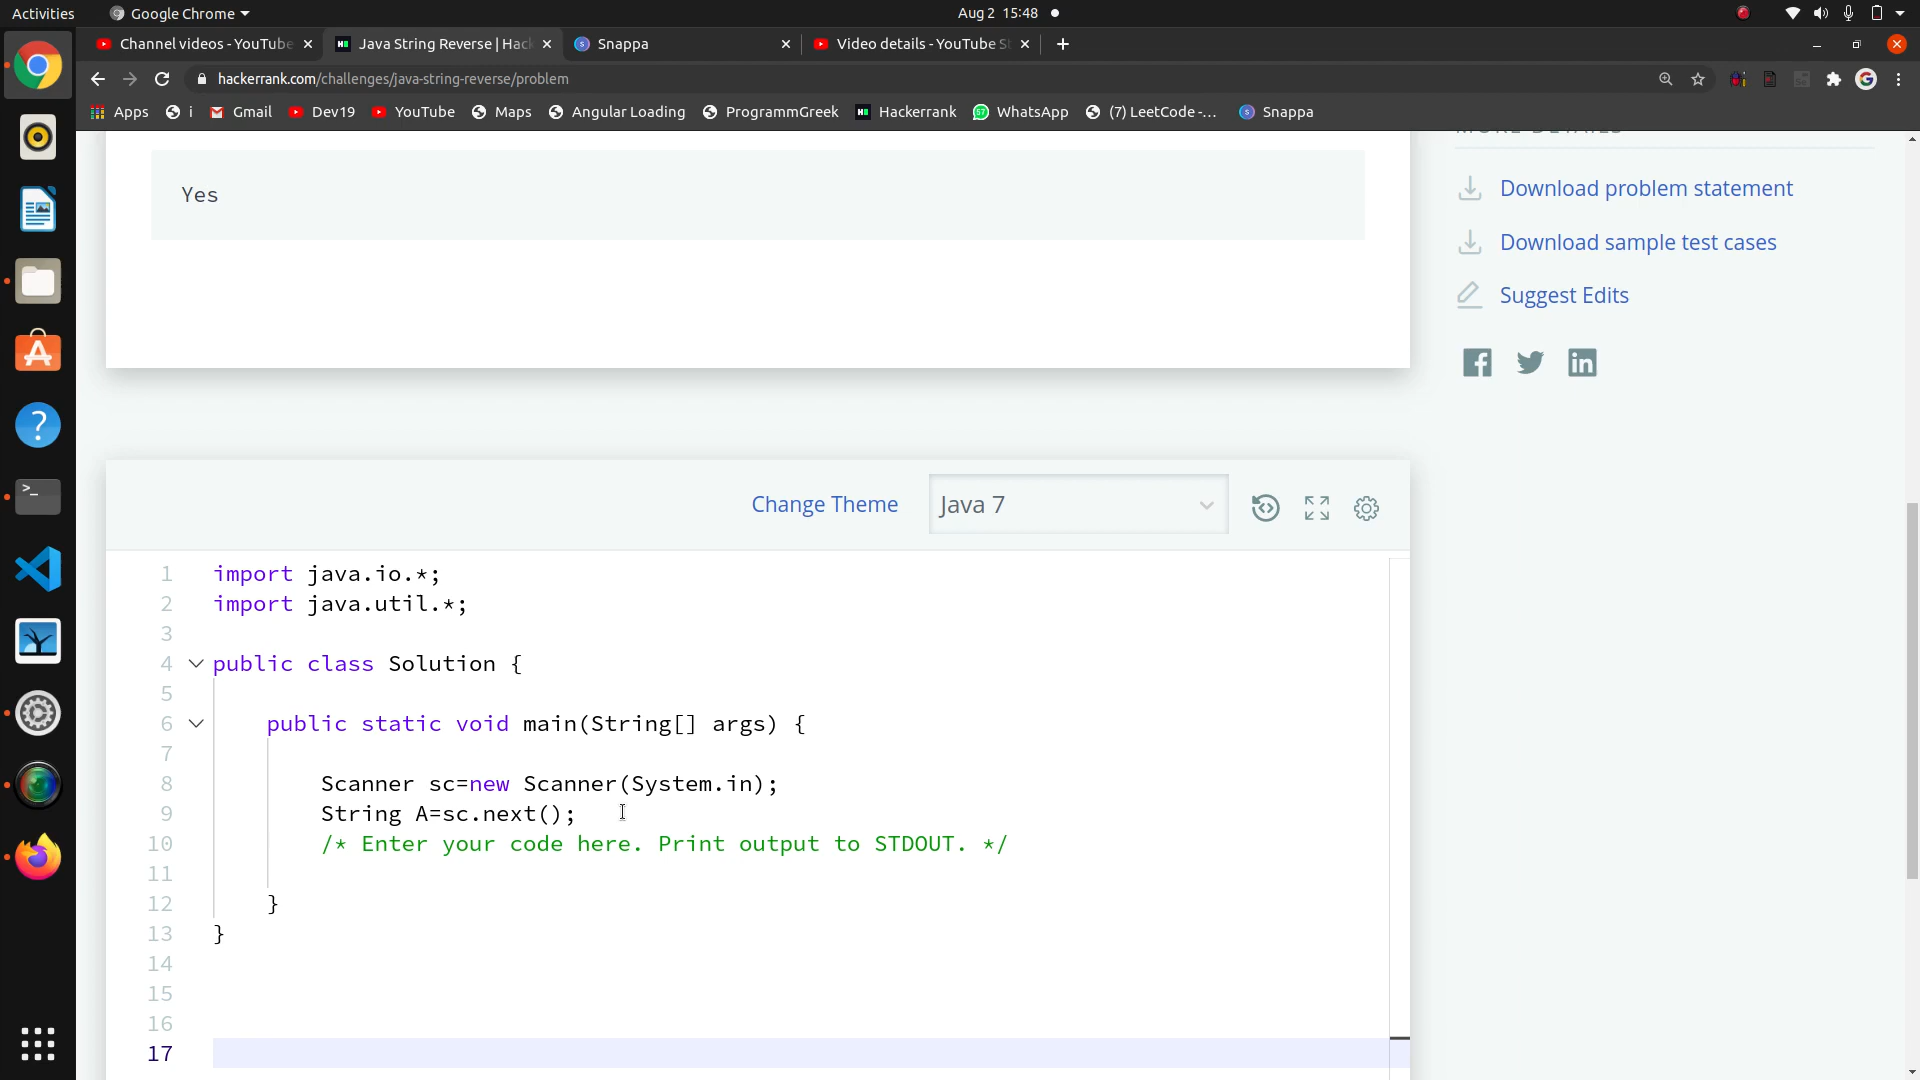 Activities Google Chrome Aug 2 15:48
Channel videos - YouTube Java String Reverse | Hac Snappa Video details - YouTube S
hackerrank.com/challenges/java-string-reverse/problem
Apps i Gmail Dev19 YouTube Maps Angular Loading ProgrammGreek Hackerrank WhatsApp (7) LeetCode -... Snappa
MORE DETAILS
Yes
Download problem statement
Download sample test cases
Suggest Edits
Change Theme Java 7
1 import java.io.*;
2 import java.util.*;
3
4 public class Solution {
5
6 public static void main(String[] args) {
7
8 Scanner sc=new Scanner(System.in);
9 String A=sc.next();
10 /* Enter your code here. Print output to STDOUT. */
11
12 }
13 }
14
15
16
17